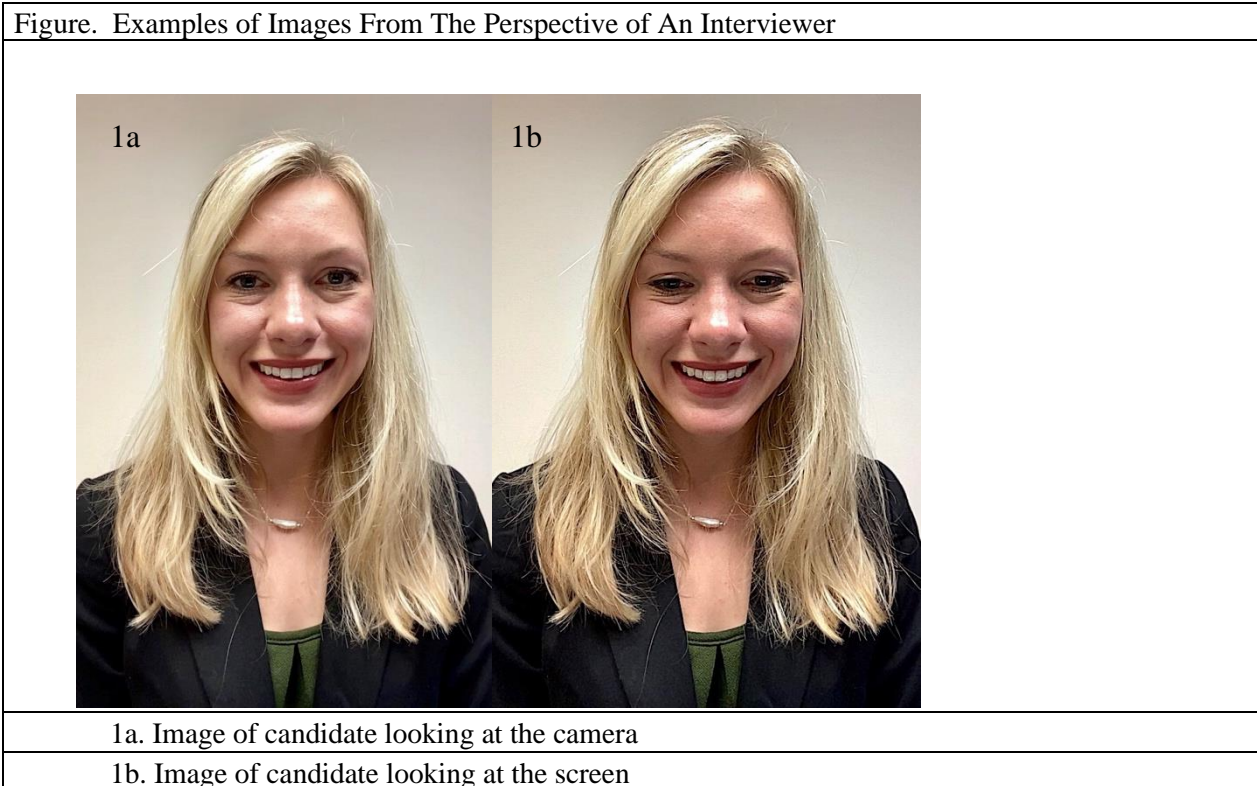 Figure.  Examples of Images From The Perspective of An Interviewer
1a
1b
1a. Image of candidate looking at the camera
1b. Image of candidate looking at the screen